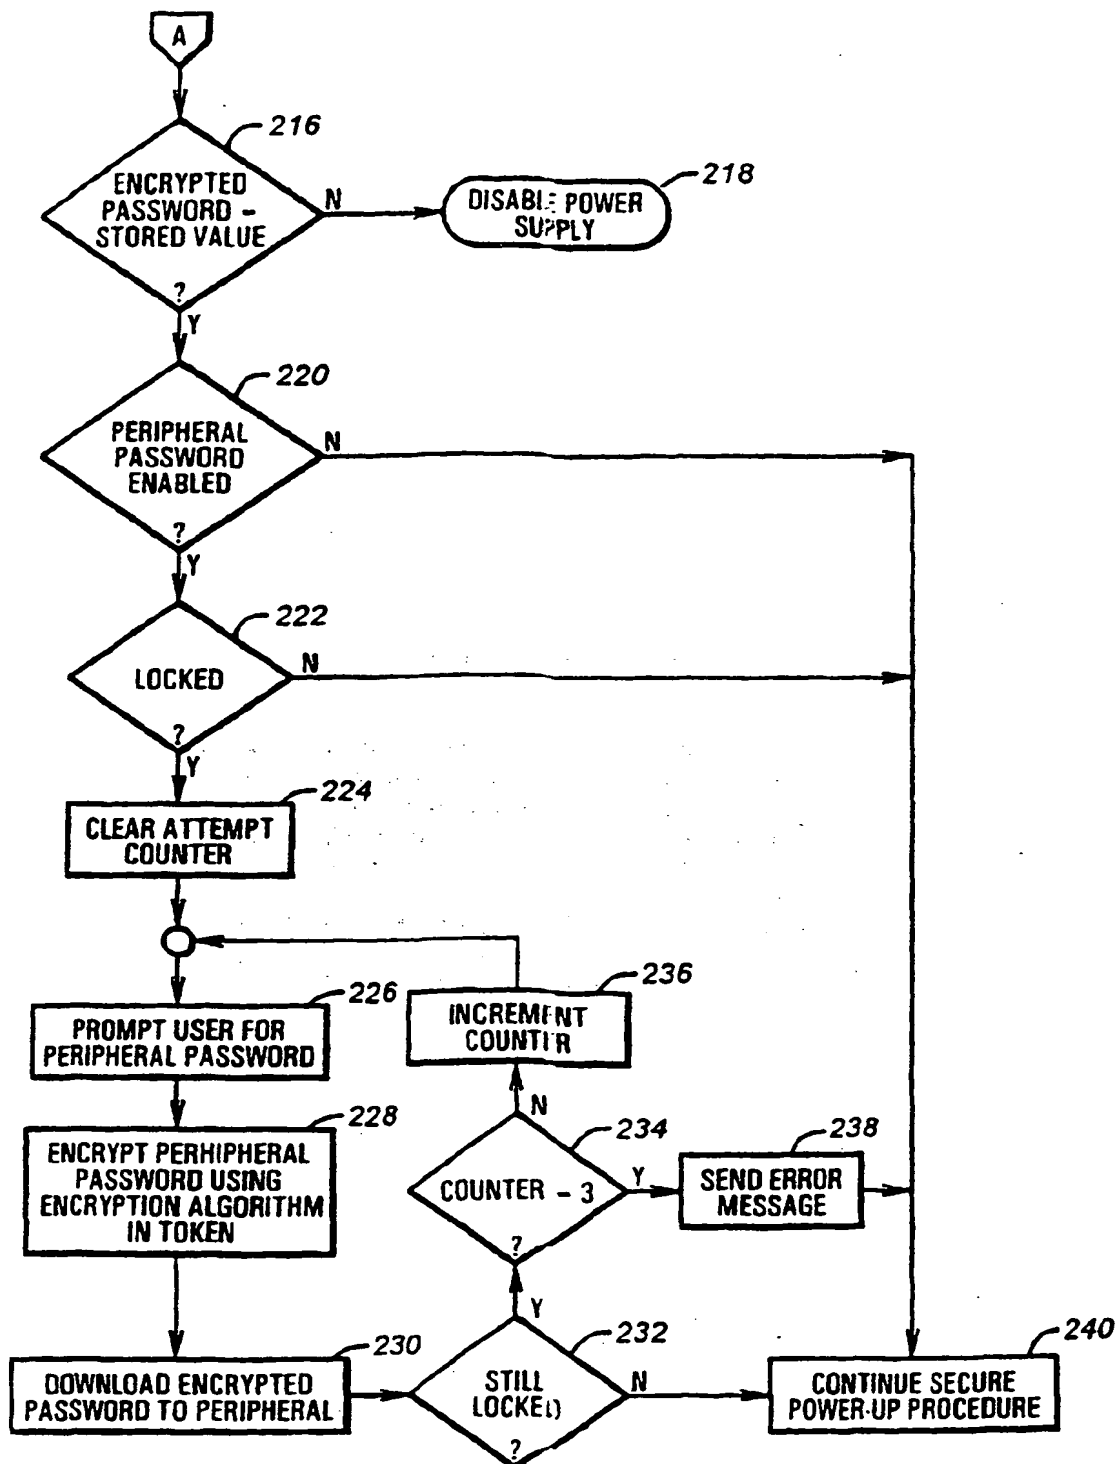 A
216
ENCRYPTED
PASSWORD -
STORED VALUE
?
N
Y
218
DISABLE POWER
SUPPLY
220
PERIPHERAL
PASSWORD
ENABLED
?
N
Y
222
LOCKED
?
N
Y
224
CLEAR ATTEMPT
COUNTER
226
PROMPT USER FOR
PERIPHERAL PASSWORD
228
ENCRYPT PERHIPHERAL
PASSWORD USING
ENCRYPTION ALGORITHM
IN TOKEN
230
DOWNLOAD ENCRYPTED
PASSWORD TO PERIPHERAL
232
STILL
LOCKED
?
N
Y
234
COUNTER - 3
?
N
Y
236
INCREMENT
COUNTER
238
SEND ERROR
MESSAGE
240
CONTINUE SECURE
POWER-UP PROCEDURE